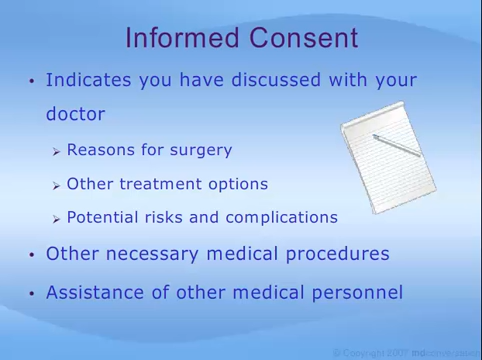 Informed Consent
• Indicates you have discussed with your
doctor
➢ Reasons for surgery
➢ Other treatment options
➢ Potential risks and complications
• Other necessary medical procedures
• Assistance of other medical personnel
© Copyright 2007